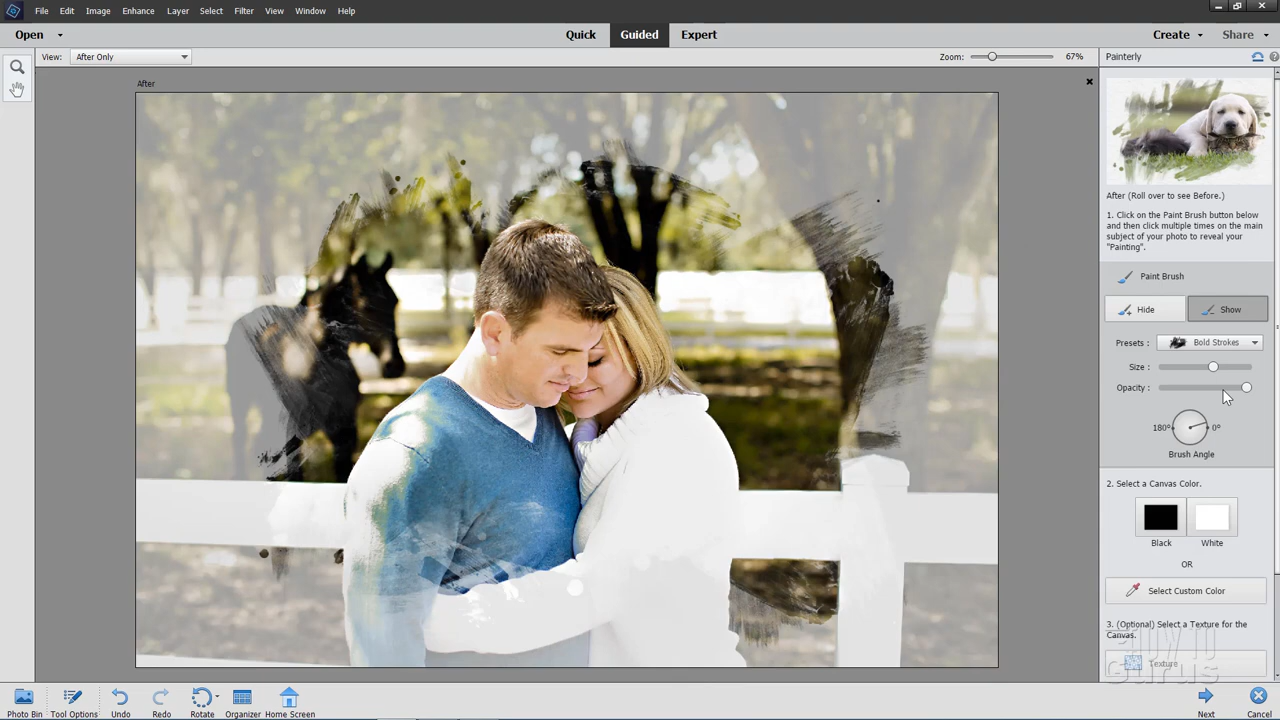 File Edit Image Enhance Layer Select Filter View Window Help
Open Quick Guided Expert Create Share
View: After Only Zoom: 67% Painterly
After
After (Roll over to see Before.)
1. Click on the Paint Brush button below
and then click multiple times on the main
subject of your photo to reveal your
"Painting".
Paint Brush
Hide Show
Presets : Bold Strokes
Size :
Opacity :
180° 0°
Brush Angle
2. Select a Canvas Color.
Black White
OR
Select Custom Color
3. (Optional) Select a Texture for the
Canvas.
HOW TO
Texture
Gurus
Photo Bin Tool Options Undo Redo Rotate Organizer Home Screen Next Cancel